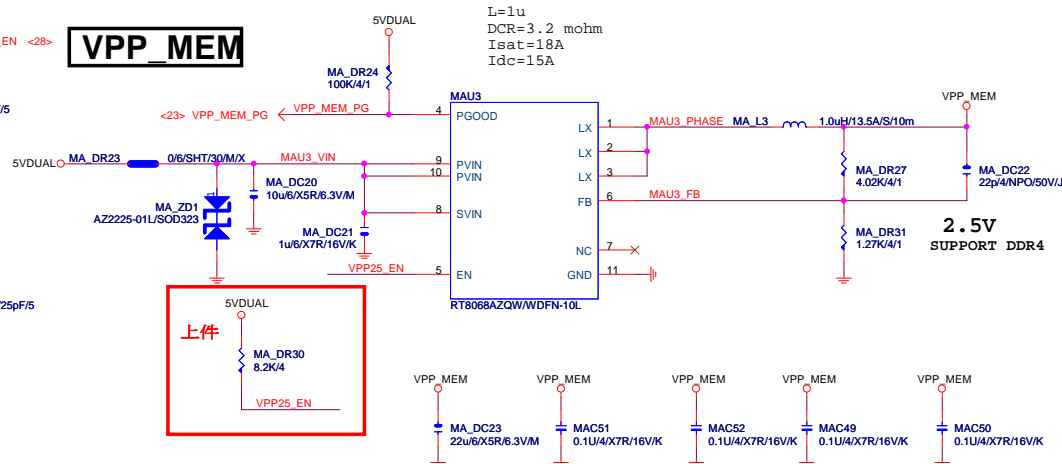 L=1u
DCR=3.2 mohm
Isat=18A
Idc=15A
_EN <28>
VPP_MEM
5VDUAL
MA_DR24
100K/4/1
<23> VPP_MEM_PG
VPP_MEM_PG
4
PGOOD
MAU3
/5
5VDUAL
MA_DR23
0/6/SHT/30/M/X
MAU3_VIN
9
PVIN
10
PVIN
8
SVIN
5
EN
VPP25_EN
MA_DC20
10u/6/X5R/6.3V/M
1
MA_ZD1
AZ2225-01L/SOD323
MA_DC21
1u/6/X7R/16V/K
LX
1
LX
2
LX
3
FB
6
NC
7
GND
11
RT8068AZQW/WDFN-10L
MAU3_PHASE
MA_L3
1.0uH/13.5A/S/10m
VPP_MEM
MAU3_FB
MA_DR27
4.02K/4/1
MA_DC22
22p/4/NPO/50V/J
MA_DR31
1.27K/4/1
2.5V
SUPPORT DDR4
/25pF/5
5VDUAL
上件
MA_DR30
8.2K/4
VPP25_EN
VPP_MEM
MA_DC23
22u/6/X5R/6.3V/M
VPP_MEM
MAC51
0.1U/4/X7R/16V/K
VPP_MEM
MAC52
0.1U/4/X7R/16V/K
VPP_MEM
MAC49
0.1U/4/X7R/16V/K
VPP_MEM
MAC50
0.1U/4/X7R/16V/K